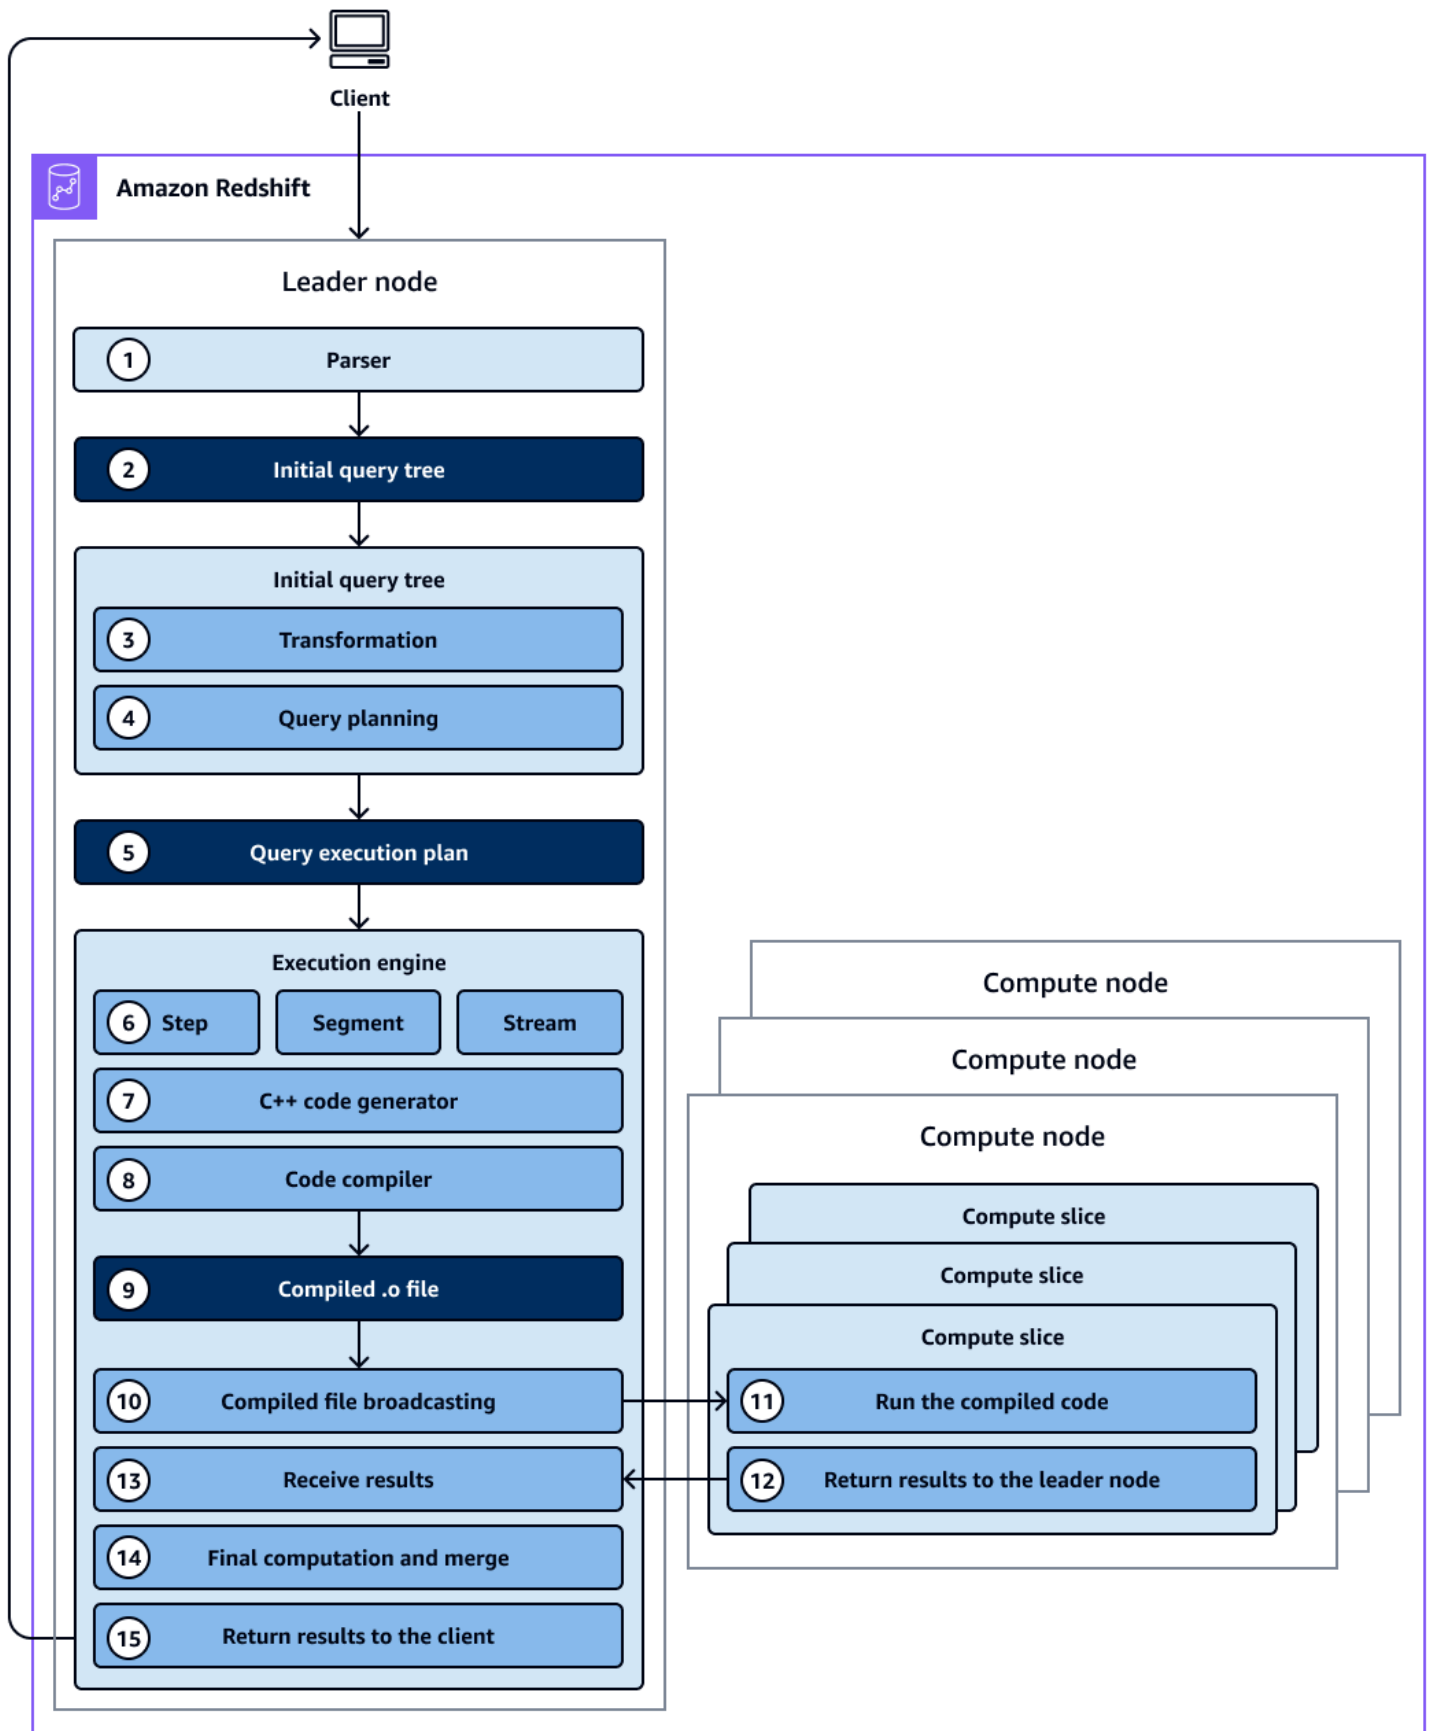 Client
Amazon Redshift
Leader node
1 Parser
2 Initial query tree
Initial query tree
3 Transformation
4 Query planning
5 Query execution plan
Execution engine
6 Step Segment Stream
7 C++ code generator
8 Code compiler
9 Compiled .o file
10 Compiled file broadcasting
13 Receive results
14 Final computation and merge
15 Return results to the client
Compute node
Compute node
Compute node
Compute slice
Compute slice
Compute slice
11 Run the compiled code
12 Return results to the leader node